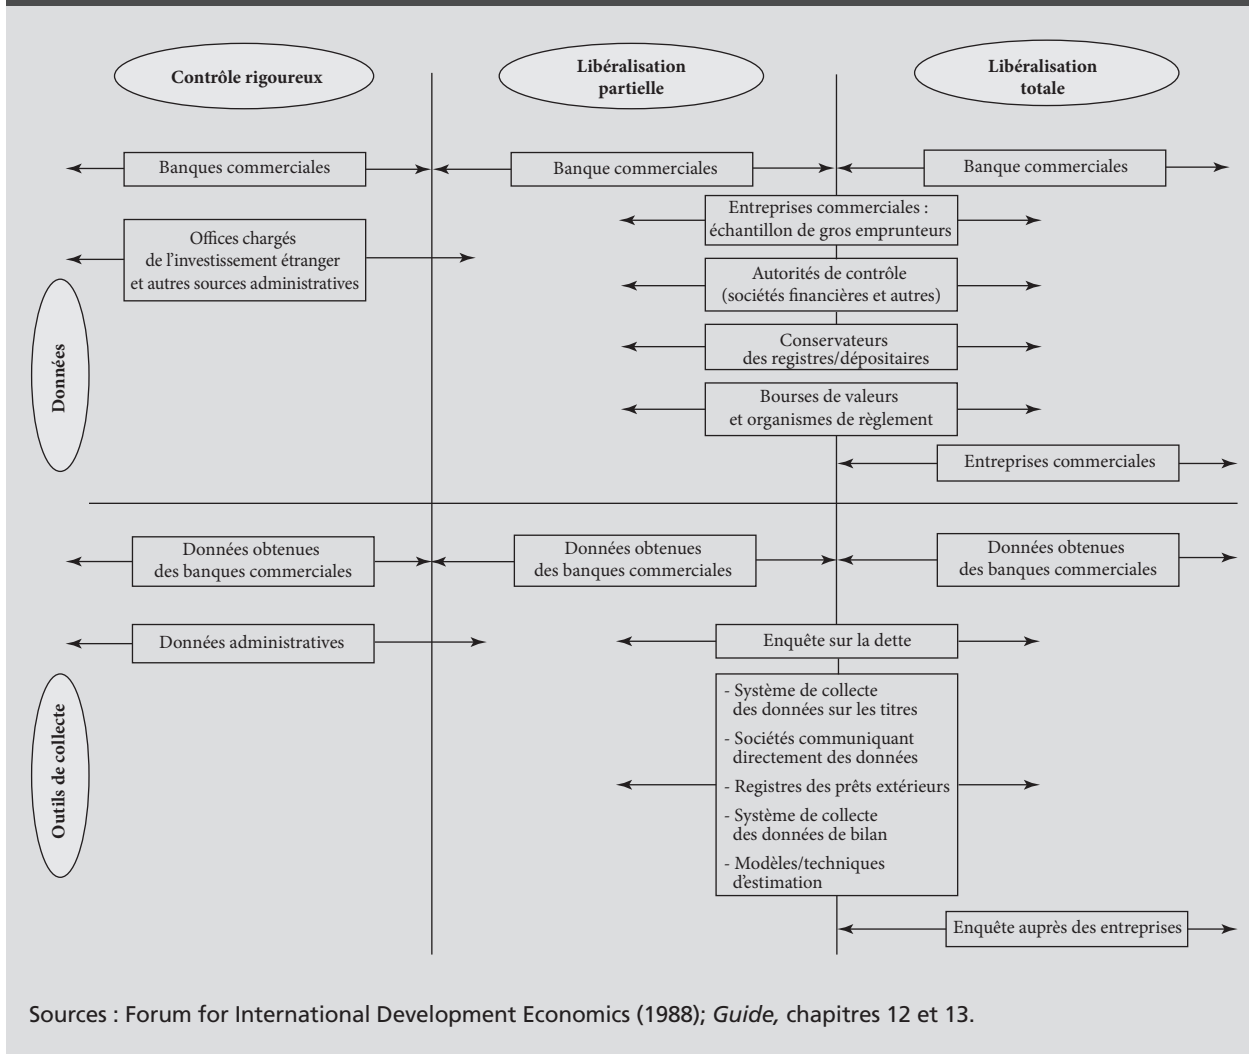 Contrôle rigoureux
Libéralisation
partielle
Libéralisation
totale
Données
Banques commerciales
Banque commerciales
Banque commerciales
Entreprises commerciales :
échantillon de gros emprunteurs
Offices chargés
de l'investissement étranger
et autres sources administratives
Autorités de contrôle
(sociétés financières et autres)
Conservateurs
des registres/dépositaires
Bourses de valeurs
et organismes de règlement
Entreprises commerciales
Outils de collecte
Données obtenues
des banques commerciales
Données obtenues
des banques commerciales
Données obtenues
des banques commerciales
Données administratives
Enquête sur la dette
- Système de collecte
des données sur les titres
- Sociétés communiquant
directement des données
- Registres des prêts extérieurs
- Système de collecte
des données de bilan
- Modèles/techniques
d'estimation
Enquête auprès des entreprises
Sources : Forum for International Development Economics (1988); Guide, chapitres 12 et 13.